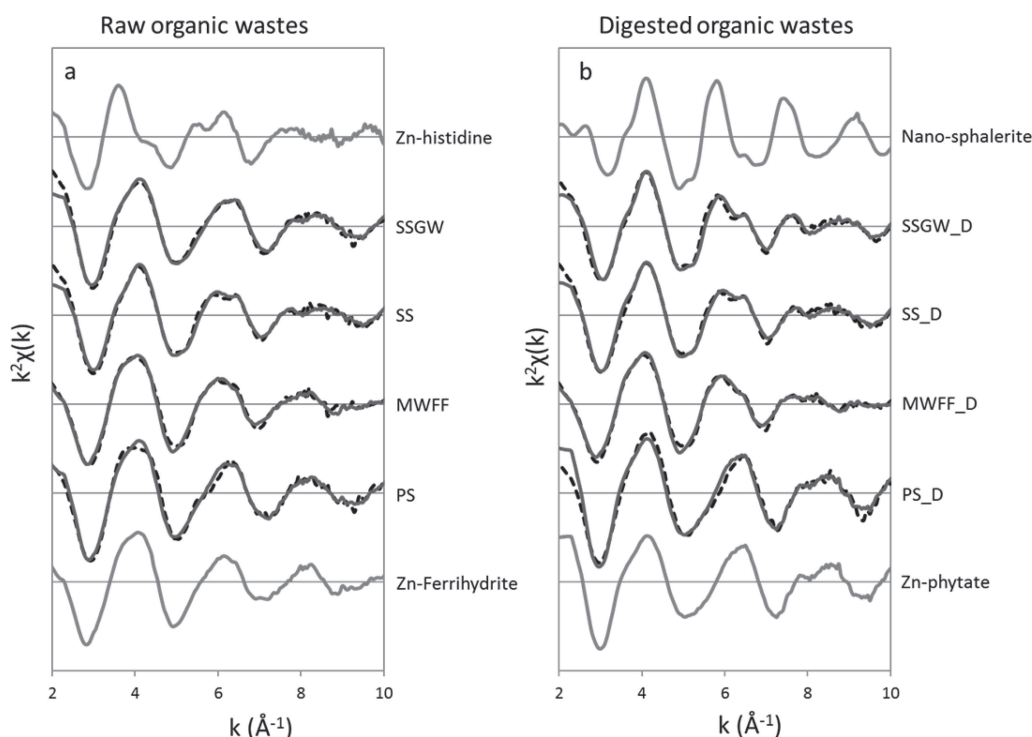 Raw organic wastes
a
Zn-histidine
SSGW
SS
MWFF
PS
Zn-Ferrihydrite
k²χ(k)
2 4 6 8 10
k (Å⁻¹)
Digested organic wastes
b
Nano-sphalerite
SSGW_D
SS_D
MWFF_D
PS_D
Zn-phytate
k²χ(k)
2 4 6 8 10
k (Å⁻¹)